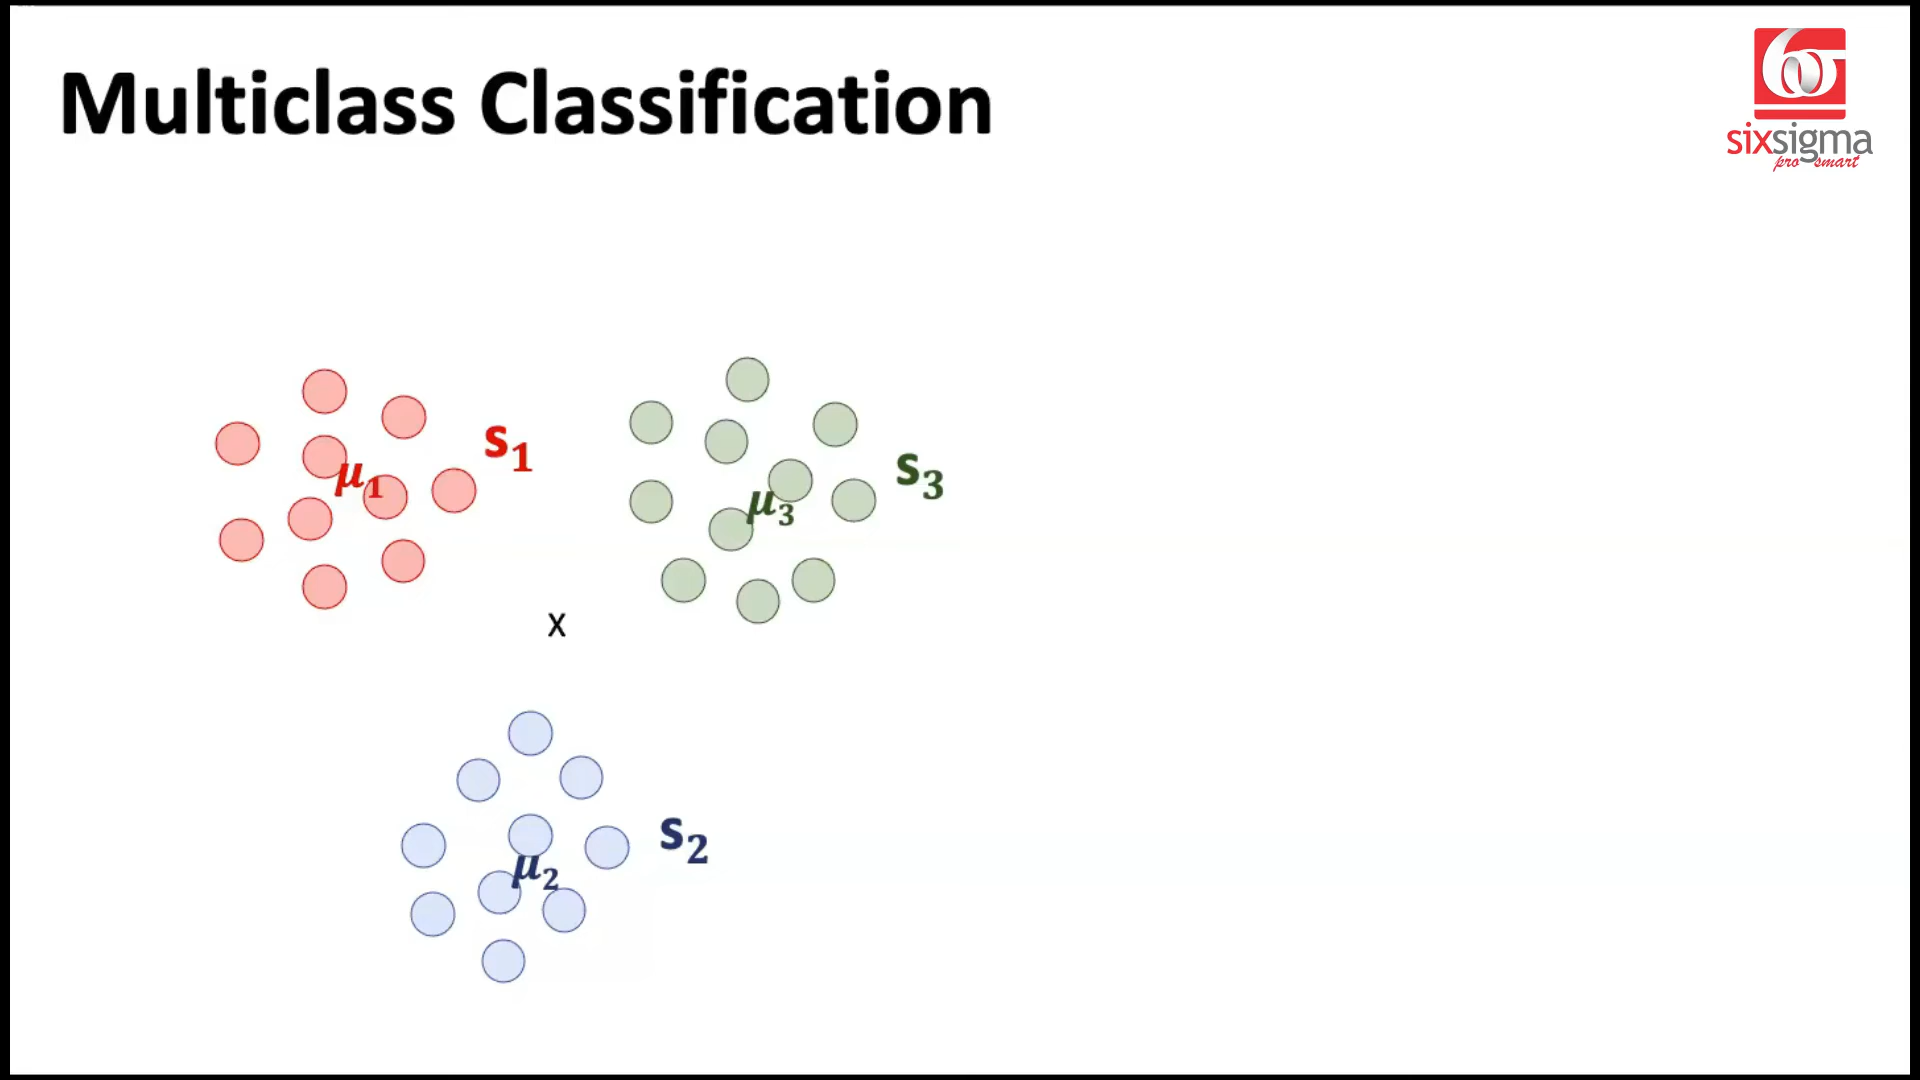 Multiclass Classification
sixsigma
pro smart
s₁
μ₁
s₃
μ₃
x
s₂
μ₂